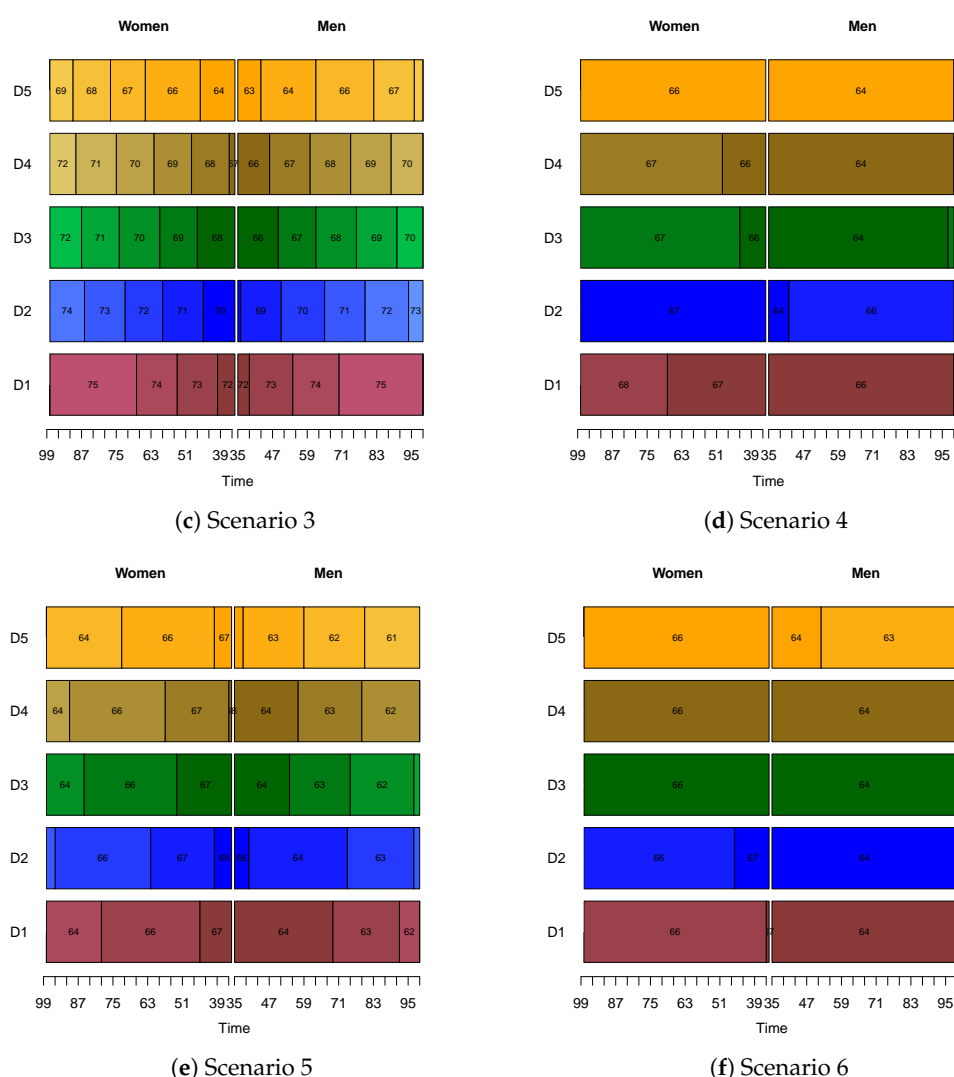 Women Men
D5 69 68 67 66 64 63 64 66 67
D4 72 71 70 69 68 67 66 67 68 69 70
D3 72 71 70 69 68 66 67 68 69 70
D2 74 73 72 71 70 69 70 71 72 73
D1 75 74 73 72 72 73 74 75
99 87 75 63 51 39 35 47 59 71 83 95
Time
(c) Scenario 3
Women Men
D5 66 64
D4 67 66 64
D3 67 66 64
D2 67 64 66
D1 68 67 66
99 87 75 63 51 39 35 47 59 71 83 95
Time
(d) Scenario 4
Women Men
D5 64 66 67 63 62 61
D4 64 66 67 68 64 63 62
D3 64 66 67 64 63 62
D2 66 67 68 66 64 63
D1 64 66 67 64 63 62
99 87 75 63 51 39 35 47 59 71 83 95
Time
(e) Scenario 5
Women Men
D5 66 64 63
D4 66 64
D3 66 64
D2 66 67 64
D1 66 67 64
99 87 75 63 51 39 35 47 59 71 83 95
Time
(f) Scenario 6